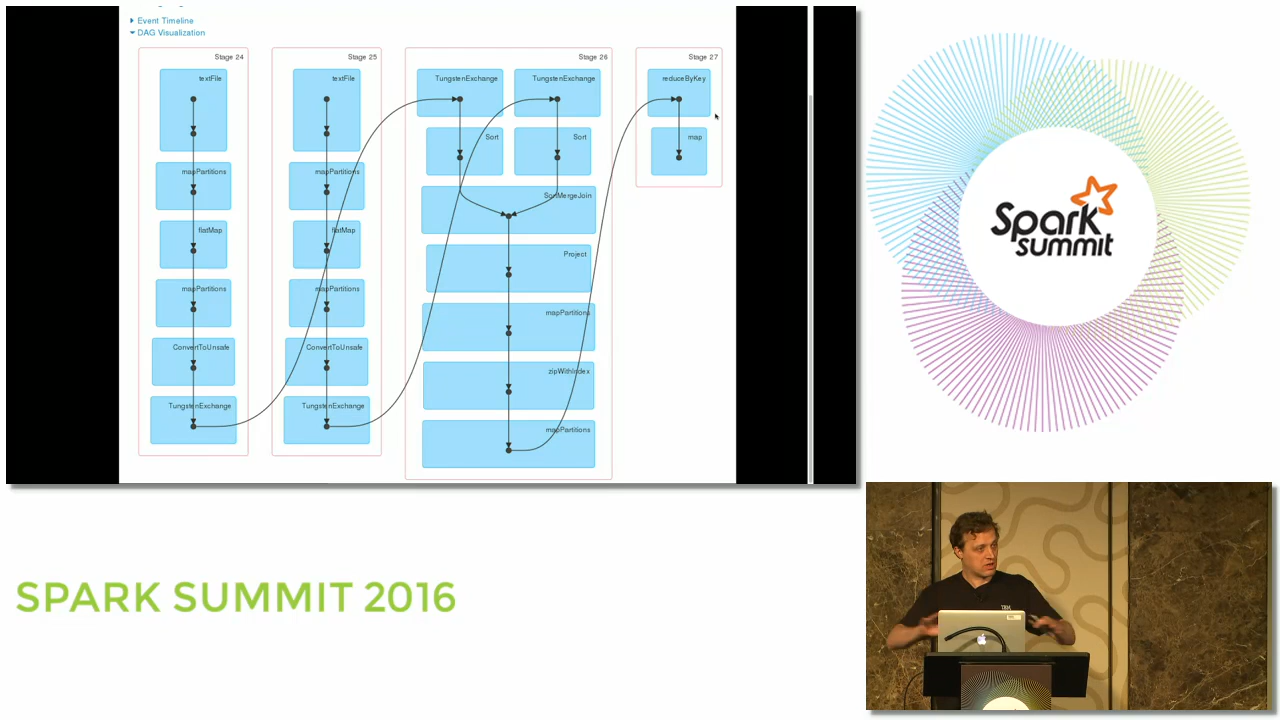 Event Timeline
DAG Visualization
Stage 24
textFile
mapPartitions
flatMap
mapPartitions
ConvertToUnsafe
TungstenExchange
Stage 25
textFile
mapPartitions
flatMap
mapPartitions
ConvertToUnsafe
TungstenExchange
Stage 26
TungstenExchange
TungstenExchange
Sort
Sort
SortMergeJoin
Project
mapPartitions
zipWithIndex
mapPartitions
Stage 27
reduceByKey
map
Spark
summit
SPARK SUMMIT 2016
IBM